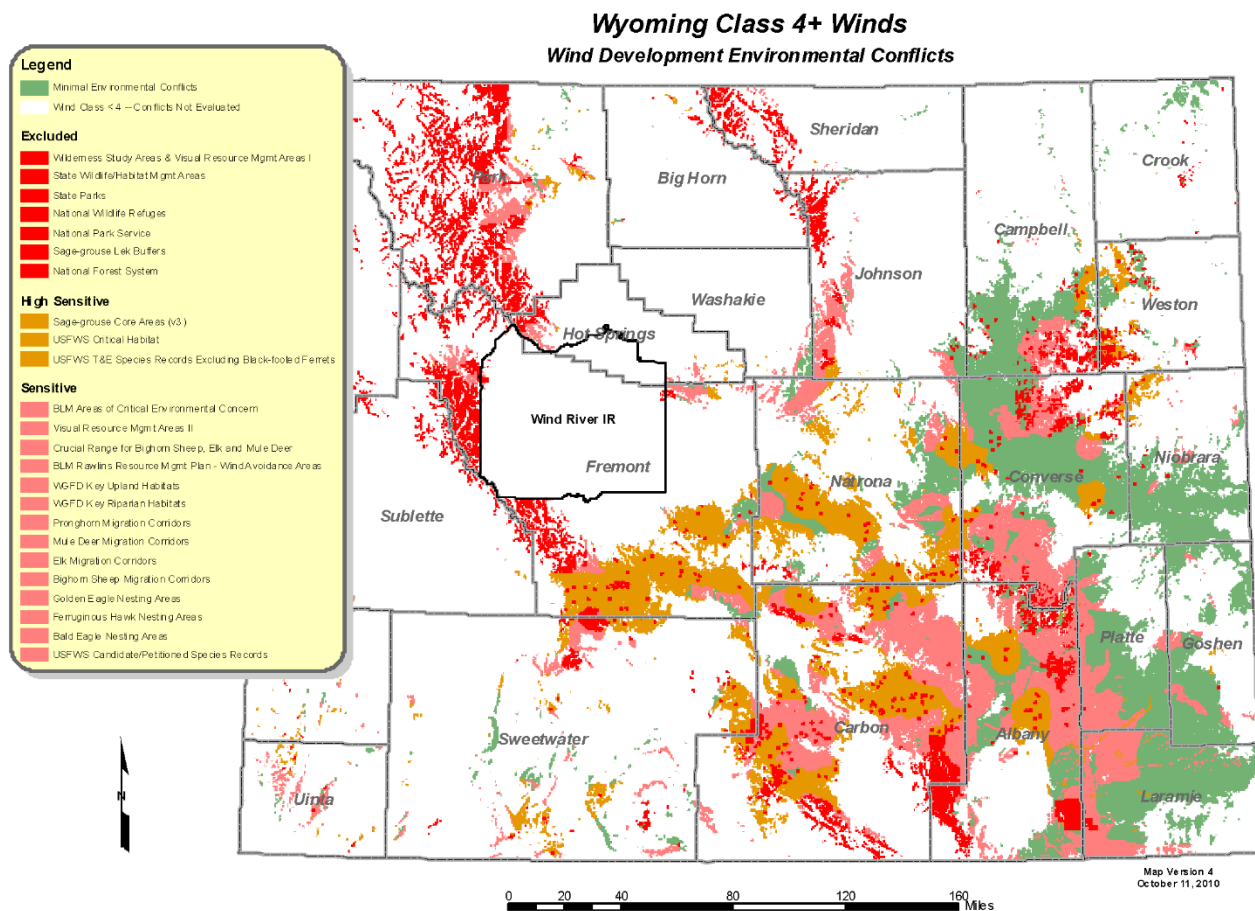 Wyoming Class 4+ Winds
Wind Development Environmental Conflicts
Legend
Minimal Environmental Conflicts
Wind Class < 4 -- Conflicts Not Evaluated
Excluded
Wilderness Study Areas & Visual Resource Mgmt Areas I
State Wildlife/Habitat Mgmt Areas
State Parks
National Wildlife Refuges
National Park Service
Sage-grouse Lek Buffers
National Forest System
High Sensitive
Sage-grouse Core Areas (v3)
USFWS Critical Habitat
USFWS T&E Species Records Excluding Black-footed Ferrets
Sensitive
BLM Areas of Critical Environmental Concern
Visual Resource Mgmt Areas II
Crucial Range for Bighorn Sheep, Elk and Mule Deer
BLM Rawlins Resource Mgmt Plan - Wind Avoidance Areas
WGFD Key Upland Habitats
WGFD Key Riparian Habitats
Pronghorn Migration Corridors
Mule Deer Migration Corridors
Elk Migration Corridors
Bighorn Sheep Migration Corridors
Golden Eagle Nesting Areas
Ferruginous Hawk Nesting Areas
Bald Eagle Nesting Areas
USFWS Candidate/Petitioned Species Records
Sheridan
Crook
Park
Big Horn
Campbell
Johnson
Washakie
Weston
Hot Springs
Wind River IR
Fremont
Natrona
Converse
Niobrara
Sublette
Platte
Goshen
Carbon
Albany
Sweetwater
Uinta
Laramie
N
Map Version 4
October 11, 2010
0 20 40 80 120 160
Miles